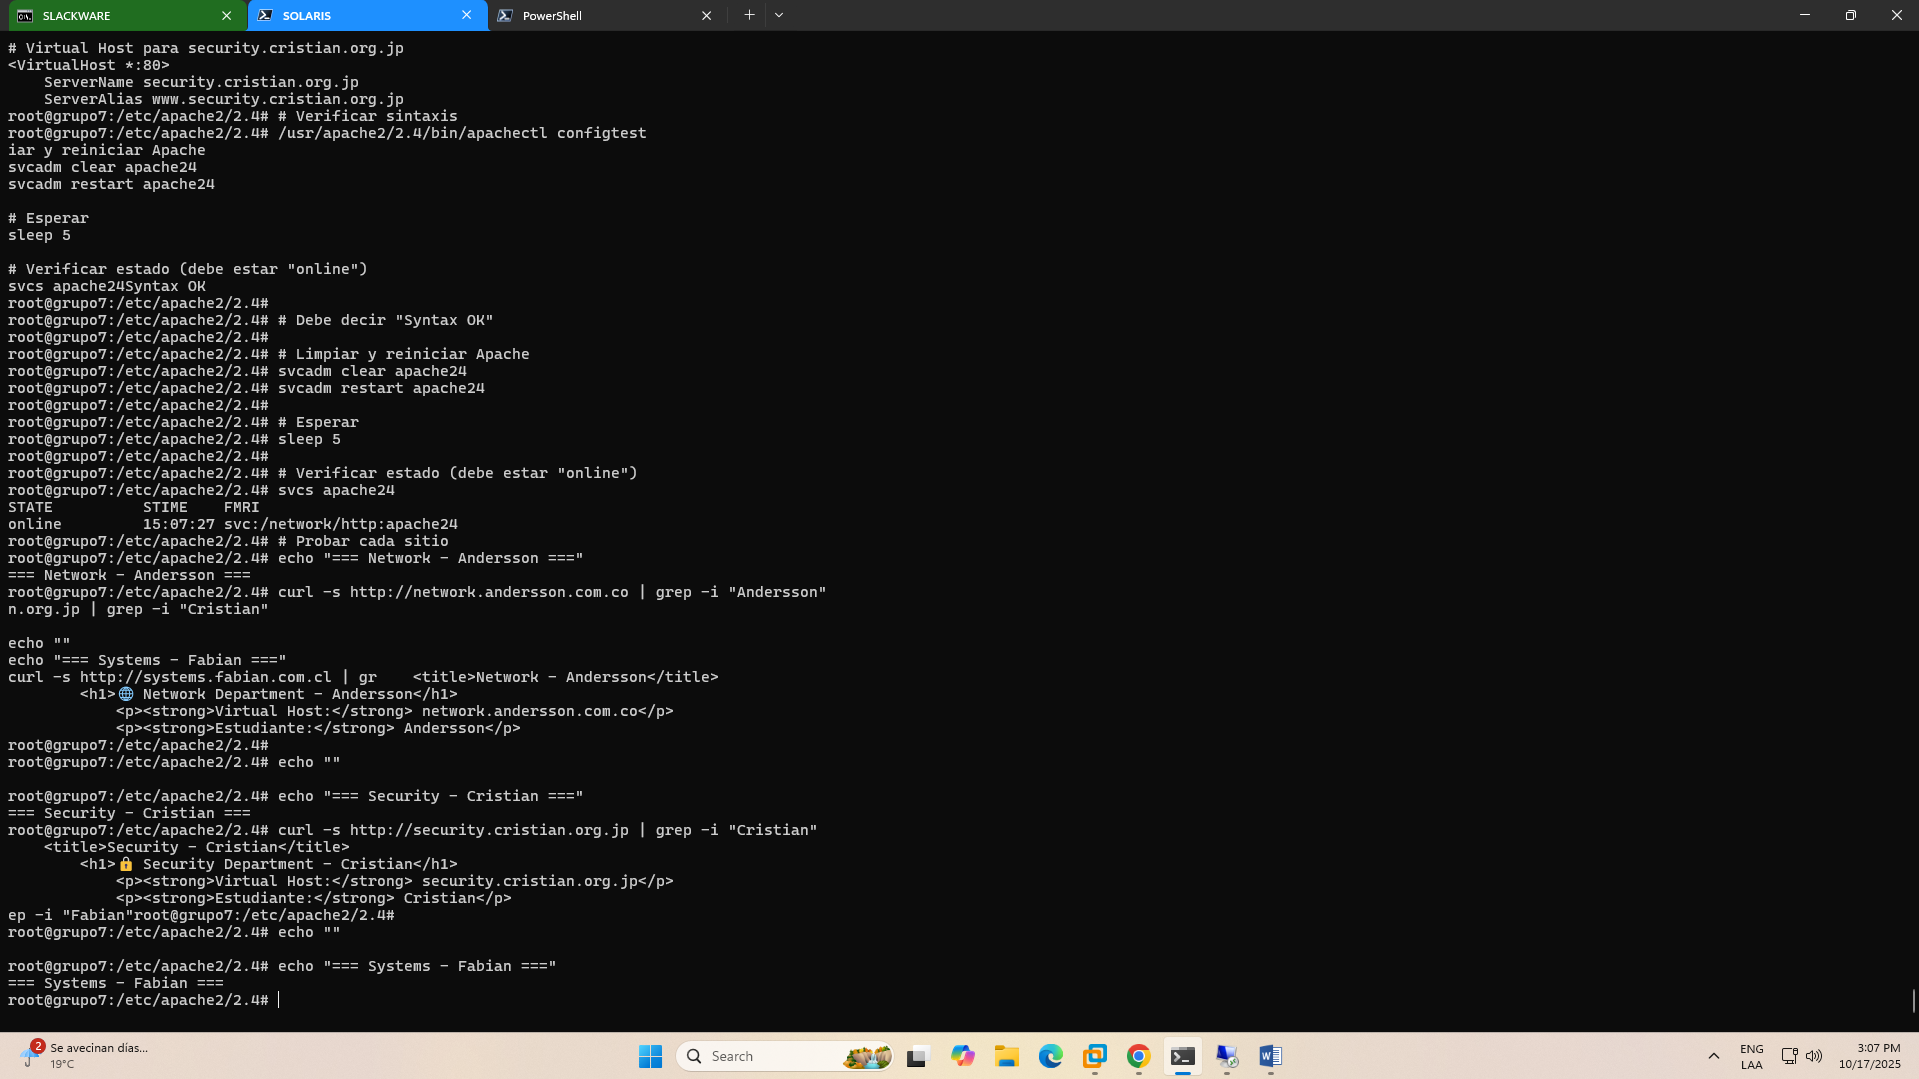 SLACKWARE
SOLARIS
PowerShell
# Virtual Host para security.cristian.org.jp
<VirtualHost *:80>
    ServerName security.cristian.org.jp
    ServerAlias www.security.cristian.org.jp
root@grupo7:/etc/apache2/2.4# # Verificar sintaxis
root@grupo7:/etc/apache2/2.4# /usr/apache2/2.4/bin/apachectl configtest
iar y reiniciar Apache
svcadm clear apache24
svcadm restart apache24

# Esperar
sleep 5

# Verificar estado (debe estar "online")
svcs apache24Syntax OK
root@grupo7:/etc/apache2/2.4#
root@grupo7:/etc/apache2/2.4# # Debe decir "Syntax OK"
root@grupo7:/etc/apache2/2.4#
root@grupo7:/etc/apache2/2.4# # Limpiar y reiniciar Apache
root@grupo7:/etc/apache2/2.4# svcadm clear apache24
root@grupo7:/etc/apache2/2.4# svcadm restart apache24
root@grupo7:/etc/apache2/2.4#
root@grupo7:/etc/apache2/2.4# # Esperar
root@grupo7:/etc/apache2/2.4# sleep 5
root@grupo7:/etc/apache2/2.4#
root@grupo7:/etc/apache2/2.4# # Verificar estado (debe estar "online")
root@grupo7:/etc/apache2/2.4# svcs apache24
STATE          STIME    FMRI
online         15:07:27 svc:/network/http:apache24
root@grupo7:/etc/apache2/2.4# # Probar cada sitio
root@grupo7:/etc/apache2/2.4# echo "=== Network - Andersson ==="
=== Network - Andersson ===
root@grupo7:/etc/apache2/2.4# curl -s http://network.andersson.com.co | grep -i "Andersson"
n.org.jp | grep -i "Cristian"

echo ""
echo "=== Systems - Fabian ==="
curl -s http://systems.fabian.com.cl | gr    <title>Network - Andersson</title>
        <h1>🌐 Network Department - Andersson</h1>
            <p><strong>Virtual Host:</strong> network.andersson.com.co</p>
            <p><strong>Estudiante:</strong> Andersson</p>
root@grupo7:/etc/apache2/2.4#
root@grupo7:/etc/apache2/2.4# echo ""

root@grupo7:/etc/apache2/2.4# echo "=== Security - Cristian ==="
=== Security - Cristian ===
root@grupo7:/etc/apache2/2.4# curl -s http://security.cristian.org.jp | grep -i "Cristian"
    <title>Security - Cristian</title>
        <h1>🔒 Security Department - Cristian</h1>
            <p><strong>Virtual Host:</strong> security.cristian.org.jp</p>
            <p><strong>Estudiante:</strong> Cristian</p>
ep -i "Fabian"root@grupo7:/etc/apache2/2.4#
root@grupo7:/etc/apache2/2.4# echo ""

root@grupo7:/etc/apache2/2.4# echo "=== Systems - Fabian ==="
=== Systems - Fabian ===
root@grupo7:/etc/apache2/2.4#
2
Se avecinan días...
19°C
Search
ENG
LAA
3:07 PM
10/17/2025